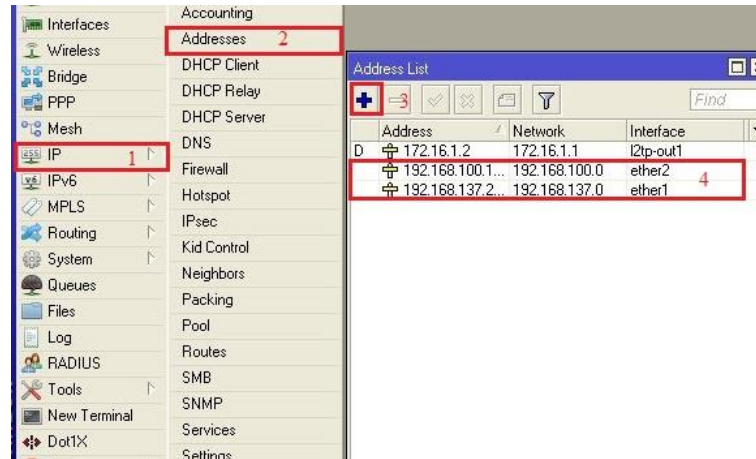 Interfaces
Wireless
Bridge
PPP
Mesh
IP 1
IPv6
MPLS
Routing
System
Queues
Files
Log
RADIUS
Tools
New Terminal
Dot1X
Accounting
Addresses 2
DHCP Client
DHCP Relay
DHCP Server
DNS
Firewall
Hotspot
IPsec
Kid Control
Neighbors
Packing
Pool
Routes
SMB
SNMP
Services
Settings
Address List
3 Find
Address Network Interface
D 172.16.1.2 172.16.1.1 l2tp-out1
192.168.100.1... 192.168.100.0 ether2
4
192.168.137.2... 192.168.137.0 ether1